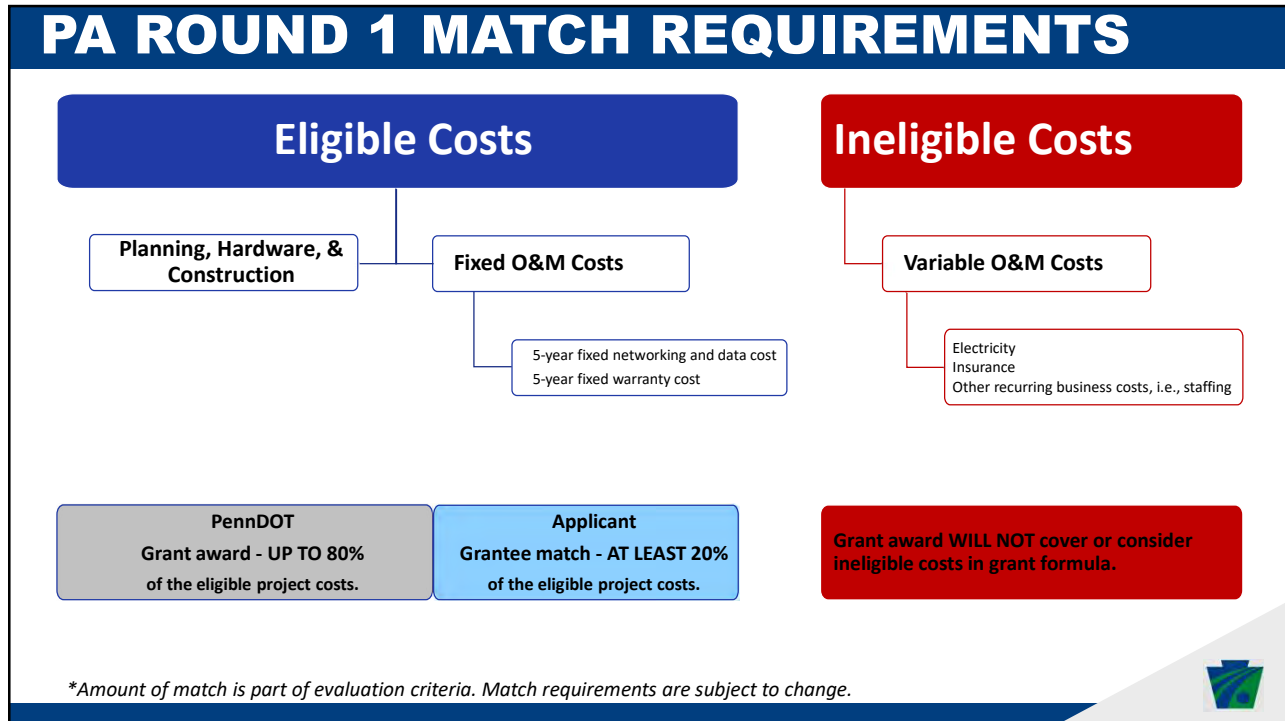 PA ROUND 1 MATCH REQUIREMENTS
Eligible Costs
Planning, Hardware, &
Construction
Fixed O&M Costs
5-year fixed networking and data cost
5-year fixed warranty cost
Ineligible Costs
Variable O&M Costs
Electricity
Insurance
Other recurring business costs, i.e., staffing
PennDOT
Grant award - UP TO 80%
of the eligible project costs.
Applicant
Grantee match - AT LEAST 20%
of the eligible project costs.
Grant award WILL NOT cover or consider
ineligible costs in grant formula.
*Amount of match is part of evaluation criteria. Match requirements are subject to change.